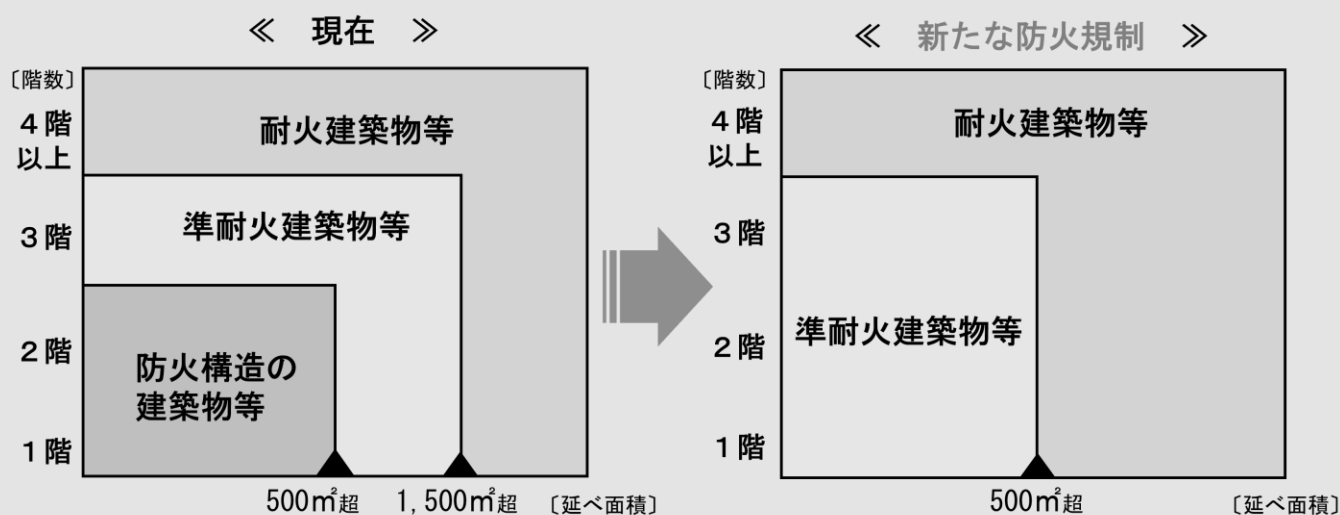 ≪ 現在 ≫
〔階数〕
4階
以上
3階
2階
1階
耐火建築物等
準耐火建築物等
防火構造の
建築物等
500㎡超
1,500㎡超
〔延べ面積〕
≪ 新たな防火規制 ≫
〔階数〕
4階
以上
3階
2階
1階
耐火建築物等
準耐火建築物等
500㎡超
〔延べ面積〕